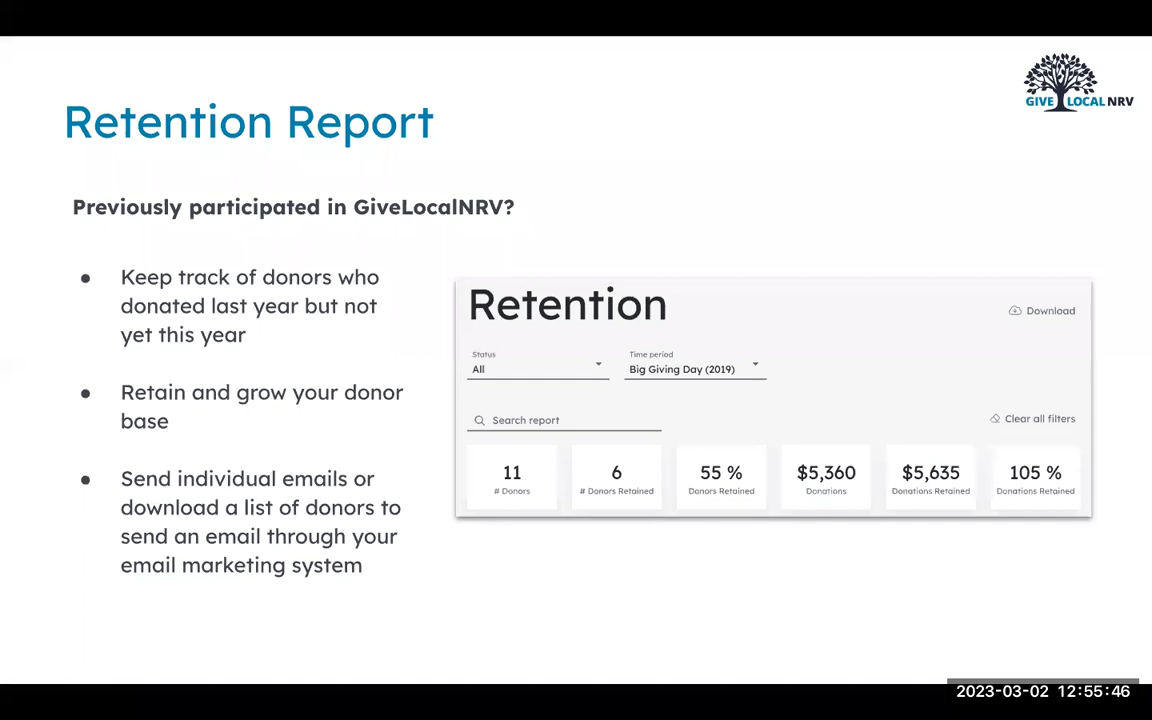 GIVE LOCAL NRV
Retention Report
Previously participated in GiveLocalNRV?
● Keep track of donors who
donated last year but not
yet this year
● Retain and grow your donor
base
● Send individual emails or
download a list of donors to
send an email through your
email marketing system
Retention
Download
Status
All
Time period
Big Giving Day (2019)
Search report
Clear all filters
11
# Donors
6
# Donors Retained
55 %
Donors Retained
$5,360
Donations
$5,635
Donations Retained
105 %
Donations Retained
2023-03-02 12:55:46